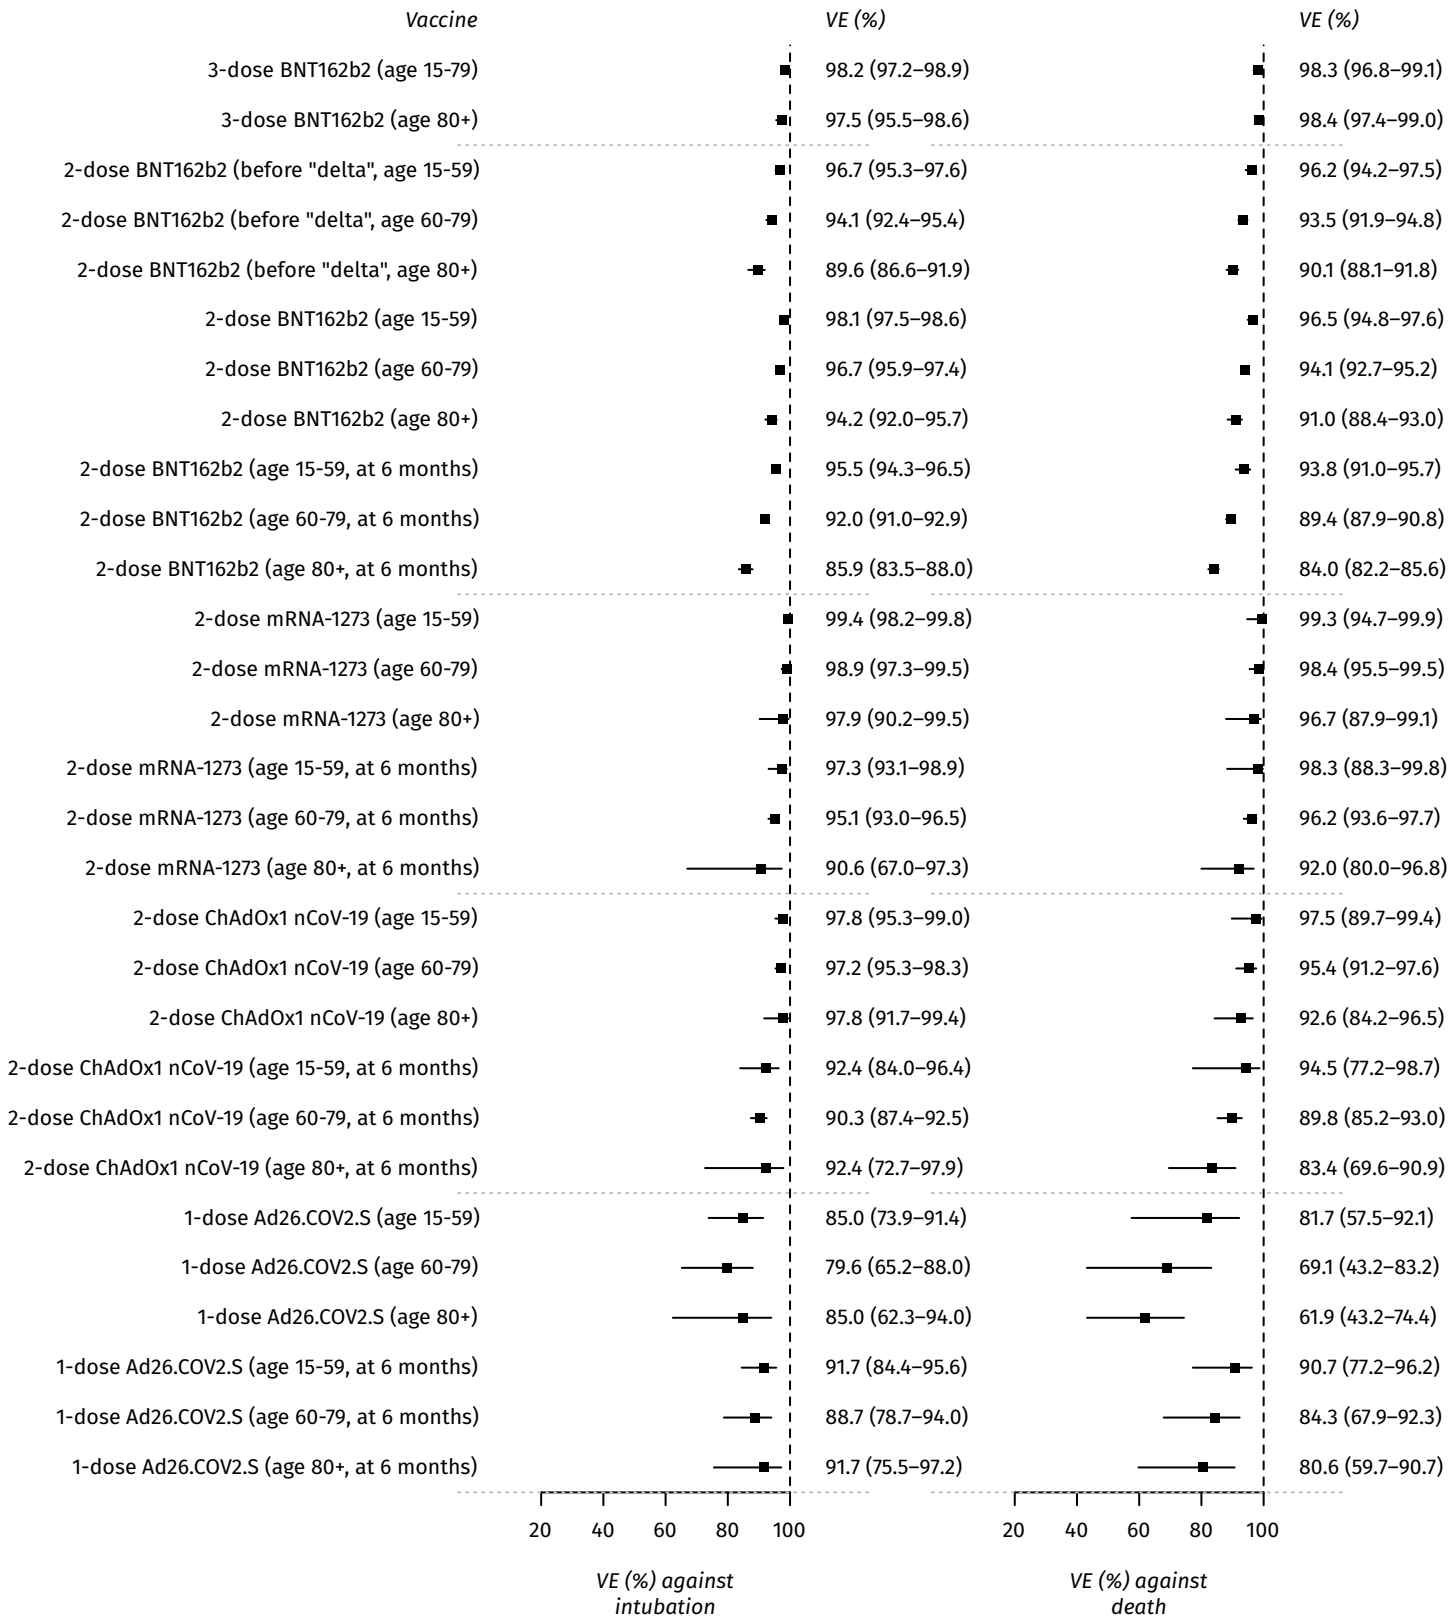 Vaccine VE (%) VE (%)
3-dose BNT162b2 (age 15-79) 98.2 (97.2–98.9) 98.3 (96.8–99.1)
3-dose BNT162b2 (age 80+) 97.5 (95.5–98.6) 98.4 (97.4–99.0)
2-dose BNT162b2 (before "delta", age 15-59) 96.7 (95.3–97.6) 96.2 (94.2–97.5)
2-dose BNT162b2 (before "delta", age 60-79) 94.1 (92.4–95.4) 93.5 (91.9–94.8)
2-dose BNT162b2 (before "delta", age 80+) 89.6 (86.6–91.9) 90.1 (88.1–91.8)
2-dose BNT162b2 (age 15-59) 98.1 (97.5–98.6) 96.5 (94.8–97.6)
2-dose BNT162b2 (age 60-79) 96.7 (95.9–97.4) 94.1 (92.7–95.2)
2-dose BNT162b2 (age 80+) 94.2 (92.0–95.7) 91.0 (88.4–93.0)
2-dose BNT162b2 (age 15-59, at 6 months) 95.5 (94.3–96.5) 93.8 (91.0–95.7)
2-dose BNT162b2 (age 60-79, at 6 months) 92.0 (91.0–92.9) 89.4 (87.9–90.8)
2-dose BNT162b2 (age 80+, at 6 months) 85.9 (83.5–88.0) 84.0 (82.2–85.6)
2-dose mRNA-1273 (age 15-59) 99.4 (98.2–99.8) 99.3 (94.7–99.9)
2-dose mRNA-1273 (age 60-79) 98.9 (97.3–99.5) 98.4 (95.5–99.5)
2-dose mRNA-1273 (age 80+) 97.9 (90.2–99.5) 96.7 (87.9–99.1)
2-dose mRNA-1273 (age 15-59, at 6 months) 97.3 (93.1–98.9) 98.3 (88.3–99.8)
2-dose mRNA-1273 (age 60-79, at 6 months) 95.1 (93.0–96.5) 96.2 (93.6–97.7)
2-dose mRNA-1273 (age 80+, at 6 months) 90.6 (67.0–97.3) 92.0 (80.0–96.8)
2-dose ChAdOx1 nCoV-19 (age 15-59) 97.8 (95.3–99.0) 97.5 (89.7–99.4)
2-dose ChAdOx1 nCoV-19 (age 60-79) 97.2 (95.3–98.3) 95.4 (91.2–97.6)
2-dose ChAdOx1 nCoV-19 (age 80+) 97.8 (91.7–99.4) 92.6 (84.2–96.5)
2-dose ChAdOx1 nCoV-19 (age 15-59, at 6 months) 92.4 (84.0–96.4) 94.5 (77.2–98.7)
2-dose ChAdOx1 nCoV-19 (age 60-79, at 6 months) 90.3 (87.4–92.5) 89.8 (85.2–93.0)
2-dose ChAdOx1 nCoV-19 (age 80+, at 6 months) 92.4 (72.7–97.9) 83.4 (69.6–90.9)
1-dose Ad26.COV2.S (age 15-59) 85.0 (73.9–91.4) 81.7 (57.5–92.1)
1-dose Ad26.COV2.S (age 60-79) 79.6 (65.2–88.0) 69.1 (43.2–83.2)
1-dose Ad26.COV2.S (age 80+) 85.0 (62.3–94.0) 61.9 (43.2–74.4)
1-dose Ad26.COV2.S (age 15-59, at 6 months) 91.7 (84.4–95.6) 90.7 (77.2–96.2)
1-dose Ad26.COV2.S (age 60-79, at 6 months) 88.7 (78.7–94.0) 84.3 (67.9–92.3)
1-dose Ad26.COV2.S (age 80+, at 6 months) 91.7 (75.5–97.2) 80.6 (59.7–90.7)
20 40 60 80 100 20 40 60 80 100
VE (%) against VE (%) against
intubation death